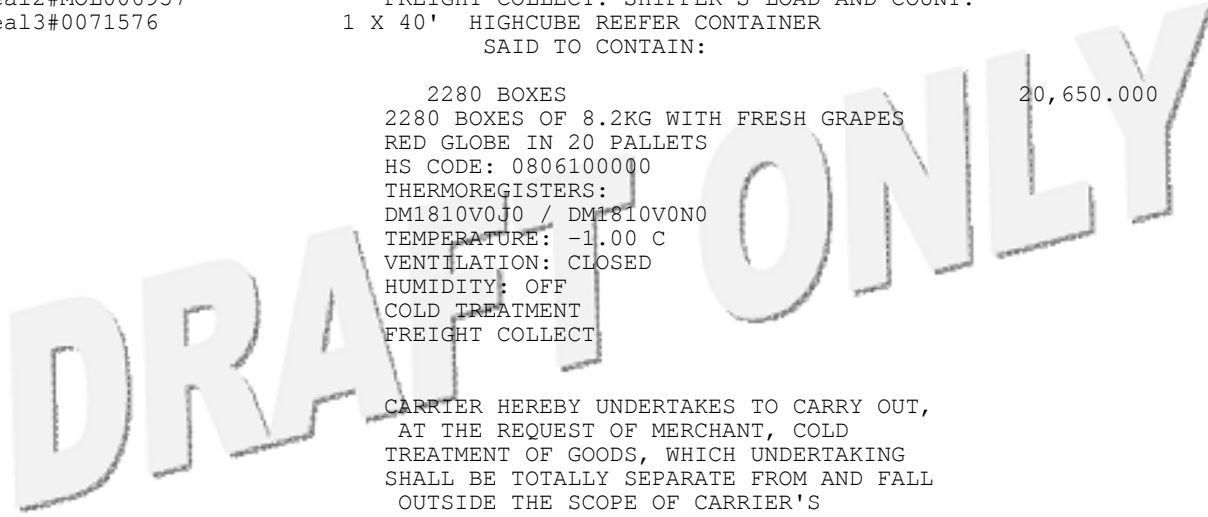 FREIGHT COLLECT. SHIPPER'S LOAD AND COUNT.
eal3#0071576 1 X 40' HIGHCUBE REEFER CONTAINER
SAID TO CONTAIN:
2280 BOXES 20,650.000
2280 BOXES OF 8.2KG WITH FRESH GRAPES
RED GLOBE IN 20 PALLETS
HS CODE: 0806100000
THERMOREGISTERS:
DM1810V0J0 / DM1810V0N0
TEMPERATURE: -1.00 C
VENTILATION: CLOSED
HUMIDITY: OFF
COLD TREATMENT
FREIGHT COLLECT
CARRIER HEREBY UNDERTAKES TO CARRY OUT,
AT THE REQUEST OF MERCHANT, COLD
TREATMENT OF GOODS, WHICH UNDERTAKING
SHALL BE TOTALLY SEPARATE FROM AND FALL
OUTSIDE THE SCOPE OF CARRIER'S
DRAFT ONLY